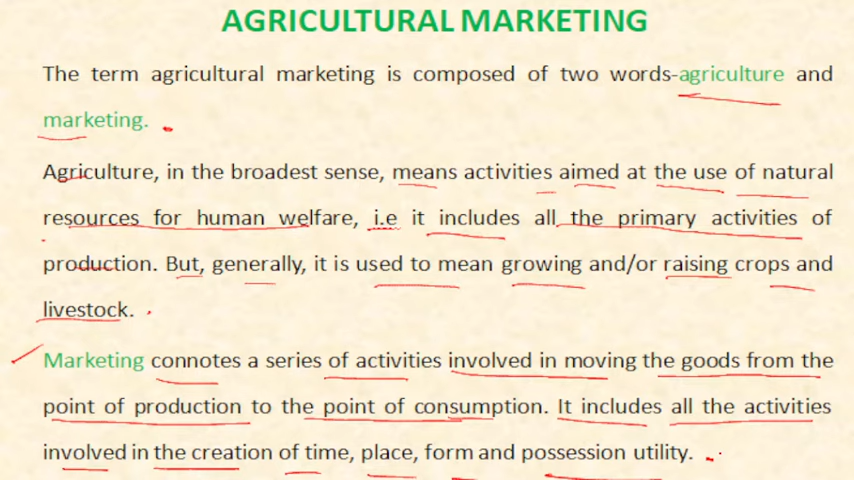 AGRICULTURAL MARKETING
The term agricultural marketing is composed of two words-agriculture and
marketing.
Agriculture, in the broadest sense, means activities aimed at the use of natural
resources for human welfare, i.e it includes all the primary activities of
production. But, generally, it is used to mean growing and/or raising crops and
livestock.
Marketing connotes a series of activities involved in moving the goods from the
point of production to the point of consumption. It includes all the activities
involved in the creation of time, place, form and possession utility.